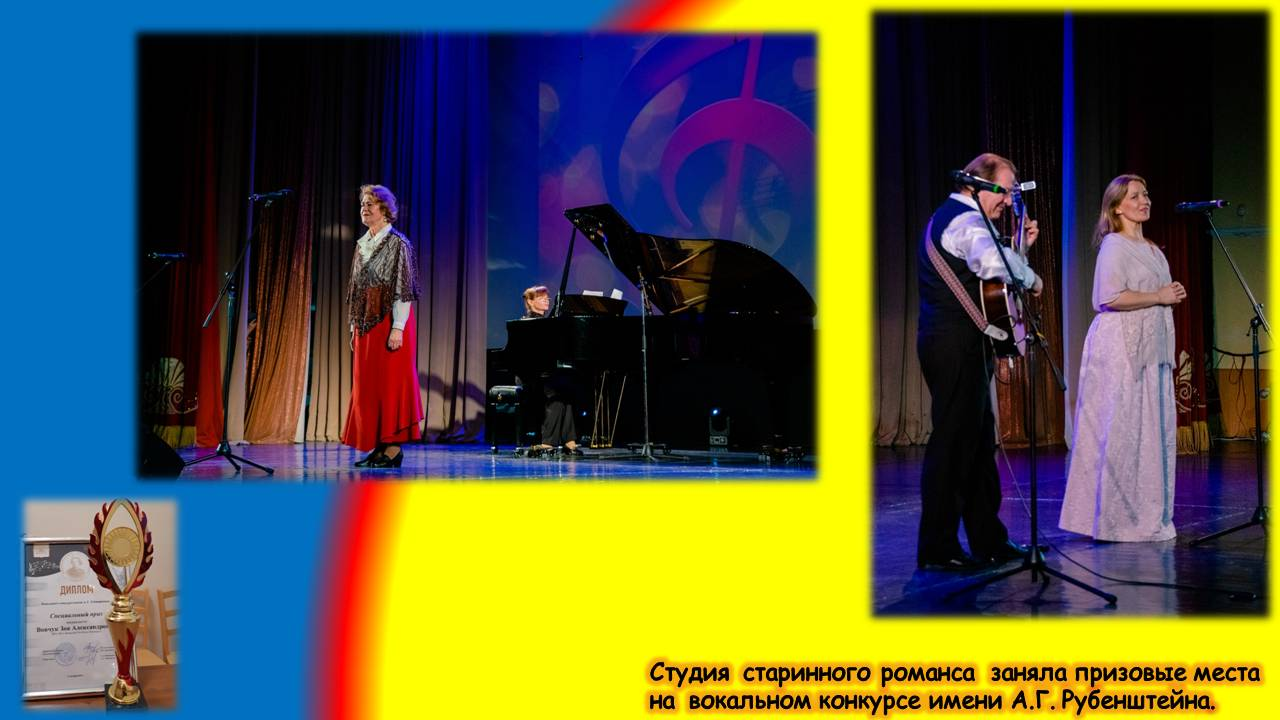 ДИПЛОМ
Специальный приз
Студия старинного романса заняла призовые места
на вокальном конкурсе имени А.Г. Рубенштейна.